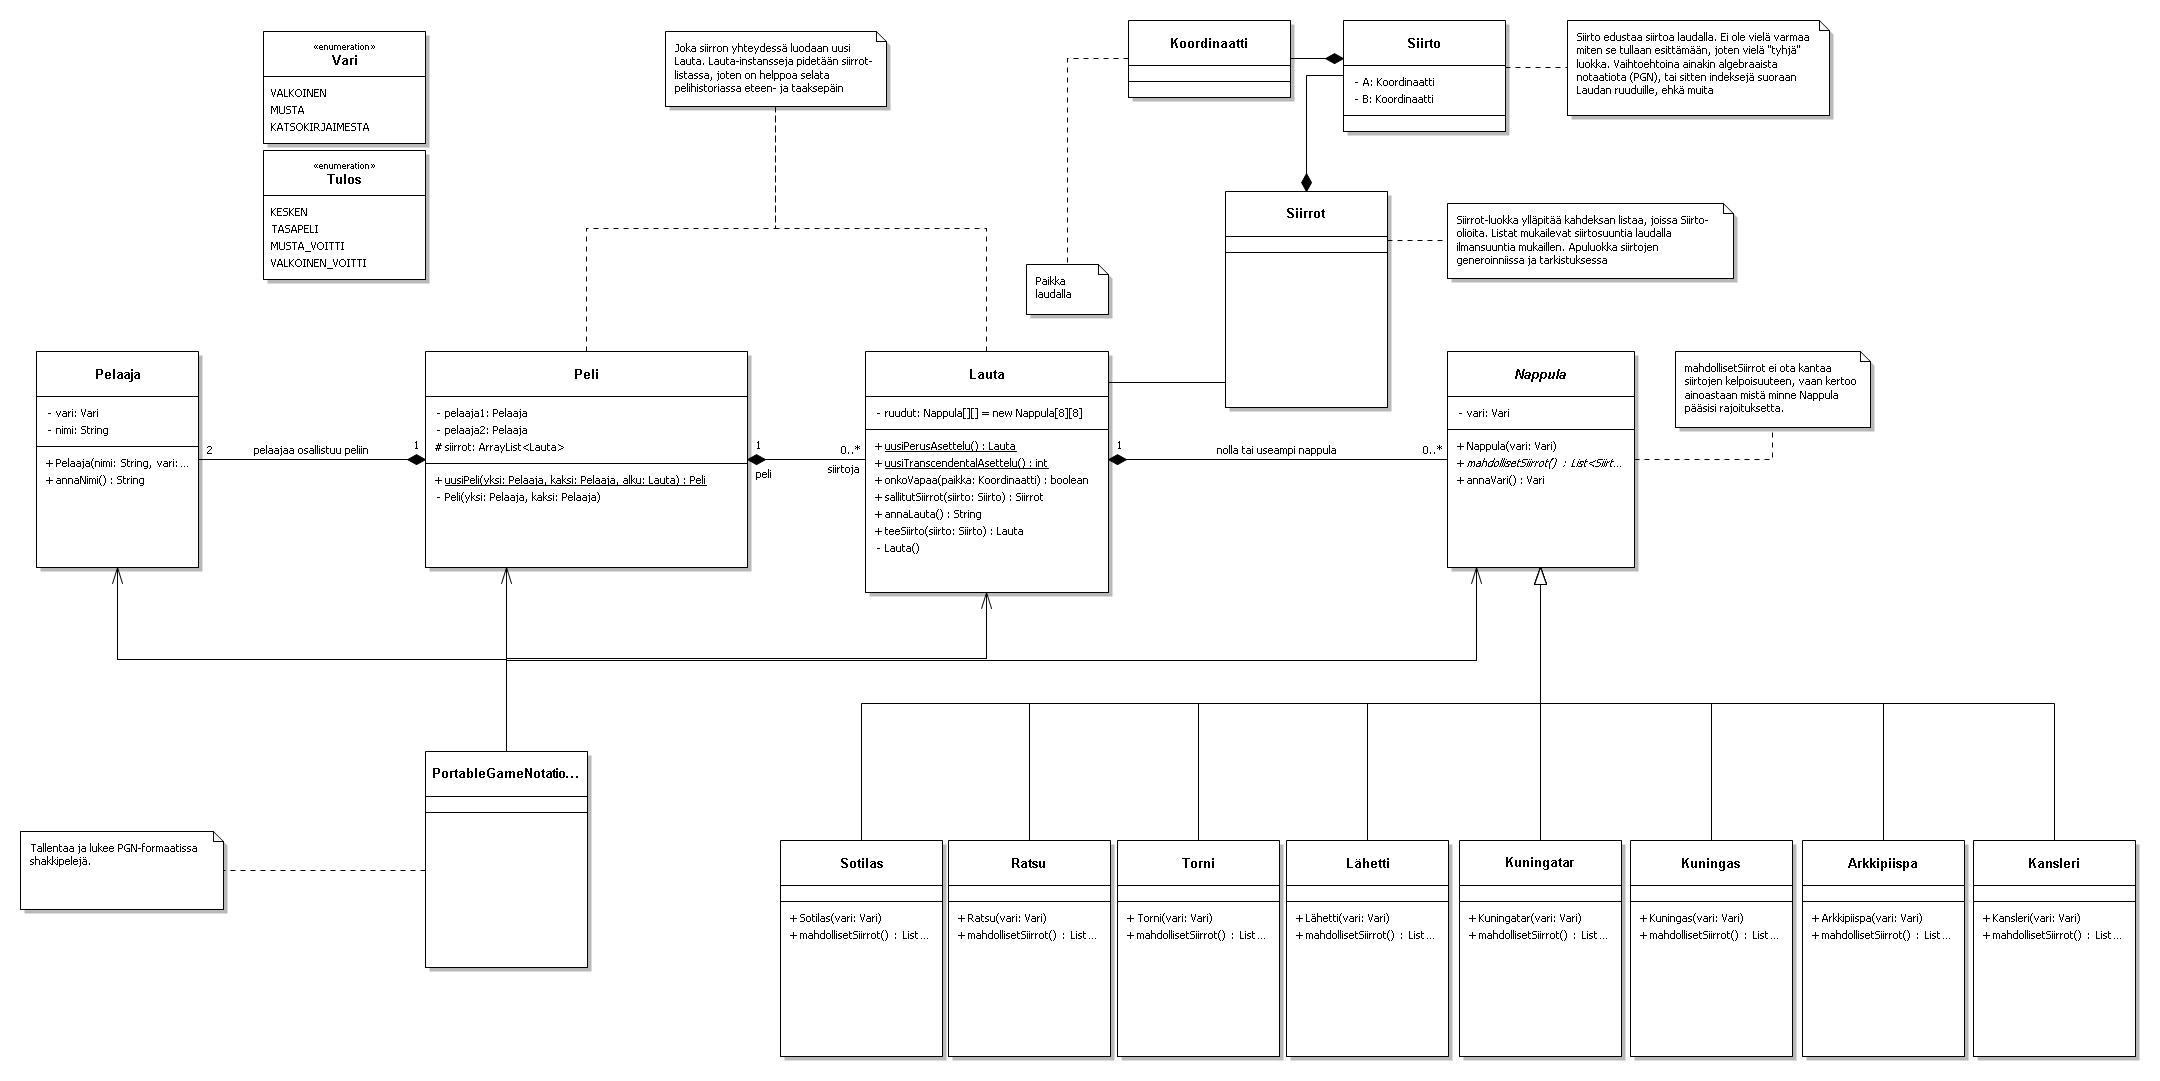 «enumeration»
Vari
VALKOINEN
MUSTA
KATSOKIRJAIMESTA
«enumeration»
Tulos
KESKEN
TASAPELI
MUSTA_VOITTI
VALKOINEN_VOITTI
Joka siirron yhteydessä luodaan uusi
Lauta. Lauta-instansseja pidetään siirrot-
listassa, joten on helppoa selata
pelihistoriassa eteen- ja taaksepäin
Koordinaatti
Siirto
- A: Koordinaatti
- B: Koordinaatti
Siirto edustaa siirtoa laudalla. Ei ole vielä varmaa
miten se tullaan esittämään, joten vielä "tyhjä"
luokka. Vaihtoehtoina ainakin algebraaista
notaatiota (PGN), tai sitten indeksejä suoraan
Laudan ruuduille, ehkä muita
Siirrot
Siirrot-luokka ylläpitää kahdeksan listaa, joissa Siirto-
olioita. Listat mukailevat siirtosuuntia laudalla
ilmansuuntia mukaillen. Apuluokka siirtojen
generoinniissa ja tarkistuksessa
Paikka
laudalla
Pelaaja
- vari: Vari
- nimi: String
+ Pelaaja(nimi: String, vari: ...
+ annaNimi() : String
2
pelaajaa osallistuu peliin
1
Peli
- pelaaja1: Pelaaja
- pelaaja2: Pelaaja
# siirrot: ArrayList<Lauta>
+ uusiPeli(yksi: Pelaaja, kaksi: Pelaaja, alku: Lauta) : Peli
- Peli(yksi: Pelaaja, kaksi: Pelaaja)
1
peli
0..*
siirtoja
Lauta
- ruudut: Nappula[][] = new Nappula[8][8]
+ uusiPerusAsettelu() : Lauta
+ uusiTranscendentalAsettelu() : int
+ onkoVapaa(paikka: Koordinaatti) : boolean
+ sallitutSiirrot(siirto: Siirto) : Siirrot
+ annaLauta() : String
+ teeSiirto(siirto: Siirto) : Lauta
- Lauta()
1
nolla tai useampi nappula
0..*
Nappula
- vari: Vari
+ Nappula(vari: Vari)
+ mahdollisetSiirrot() : List<Siirt...
+ annaVari() : Vari
mahdollisetSiirrot ei ota kantaa
siirtojen kelpoisuuteen, vaan kertoo
ainoastaan mistä minne Nappula
pääsisi rajoituksetta.
PortableGameNotatio...
Tallentaa ja lukee PGN-formaatissa
shakkipelejä.
Sotilas
+ Sotilas(vari: Vari)
+ mahdollisetSiirrot() : List...
Ratsu
+ Ratsu(vari: Vari)
+ mahdollisetSiirrot() : List...
Torni
+ Torni(vari: Vari)
+ mahdollisetSiirrot() : List...
Lähetti
+ Lähetti(vari: Vari)
+ mahdollisetSiirrot() : List...
Kuningatar
+ Kuningatar(vari: Vari)
+ mahdollisetSiirrot() : List...
Kuningas
+ Kuningas(vari: Vari)
+ mahdollisetSiirrot() : List...
Arkkipiispa
+ Arkkipiispa(vari: Vari)
+ mahdollisetSiirrot() : List...
Kansleri
+ Kansleri(vari: Vari)
+ mahdollisetSiirrot() : List...